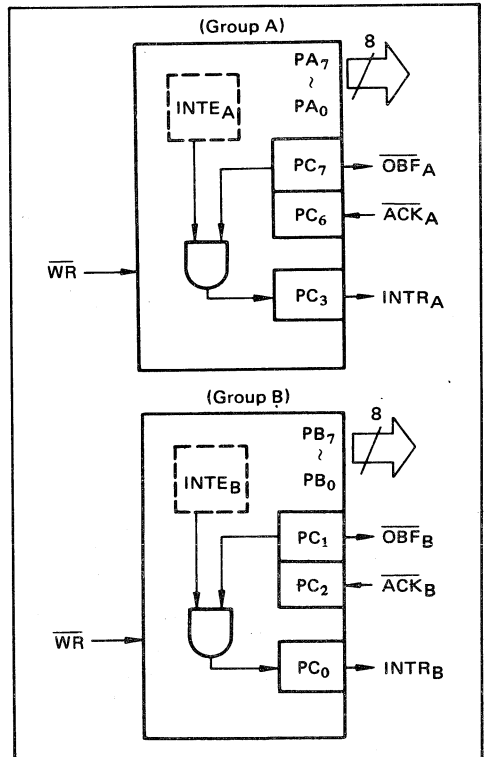 (Group A)
8
PA7
~
PA0
INTEA
PC7
OBFA
PC6
ACKA
WR
PC3
INTRA
(Group B)
8
PB7
~
PB0
INTEB
PC1
OBFB
PC2
ACKB
WR
PC0
INTRB